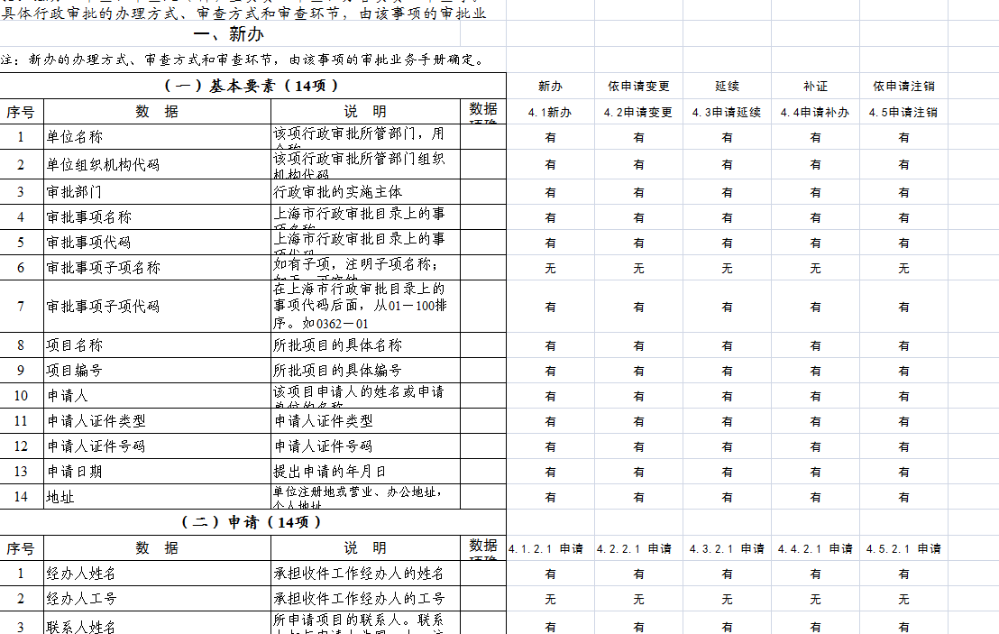 具体行政审批的办理方式、审查方式和审查环节，由该事项的审批业
一、新办
注：新办的办理方式、审查方式和审查环节，由该事项的审批业务手册确定。
（一）基本要素（14项） 新办 依申请变更 延续 补证 依申请注销
序号 数 据 说 明 数据 4.1新办 4.2申请变更 4.3申请延续 4.4申请补办 4.5申请注销
1 单位名称 该项行政审批所管部门，用 有 有 有 有 有
2 单位组织机构代码 该项行政审批所管部门组织
机构代码 有 有 有 有 有
3 审批部门 行政审批的实施主体 有 有 有 有 有
4 审批事项名称 上海市行政审批目录上的事 有 有 有 有 有
5 审批事项代码 上海市行政审批目录上的事 有 有 有 有 有
6 审批事项子项名称 如有子项，注明子项名称； 无 无 无 无 无
7 审批事项子项代码 在上海市行政审批目录上的
事项代码后面，从01－100排
序。如0362－01 有 有 有 有 有
8 项目名称 所批项目的具体名称 有 有 有 有 有
9 项目编号 所批项目的具体编号 有 有 有 有 有
10 申请人 该项目申请人的姓名或申请 有 有 有 有 有
11 申请人证件类型 申请人证件类型 有 有 有 有 有
12 申请人证件号码 申请人证件号码 有 有 有 有 有
13 申请日期 提出申请的年月日 有 有 有 有 有
14 地址 单位注册地或营业、办公地址，
个人地址 有 有 有 有 有
（二）申请（14项）
序号 数 据 说 明 数据 4.1.2.1 申请 4.2.2.1 申请 4.3.2.1 申请 4.4.2.1 申请 4.5.2.1 申请
1 经办人姓名 承担收件工作经办人的姓名 有 有 有 有 有
2 经办人工号 承担收件工作经办人的工号 无 无 无 无 无
3 联系人姓名 所申请项目的联系人。联系 有 有 有 有 有